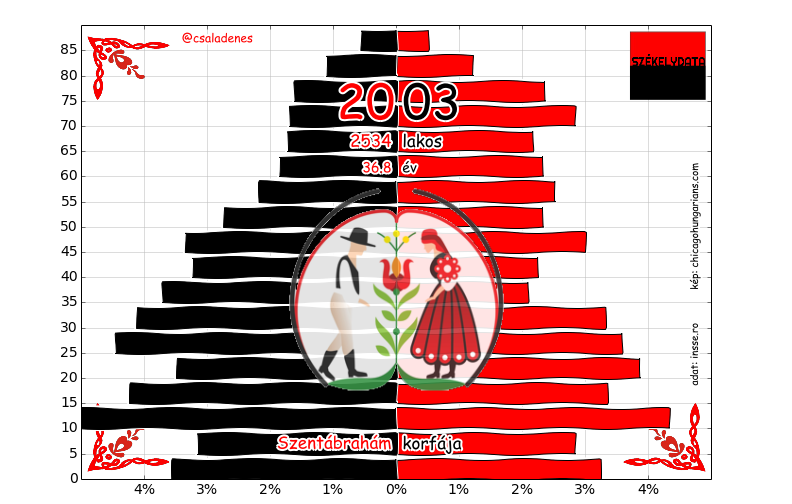 @csaladenes
SZÉKELYDATA
2003
2534 lakos
36.8 év
kép: chicagohungarians.com
adat: insse.ro
Szentábrahám korfája
85
80
75
70
65
60
55
50
45
40
35
30
25
20
15
10
5
0
4% 3% 2% 1% 0% 1% 2% 3% 4%